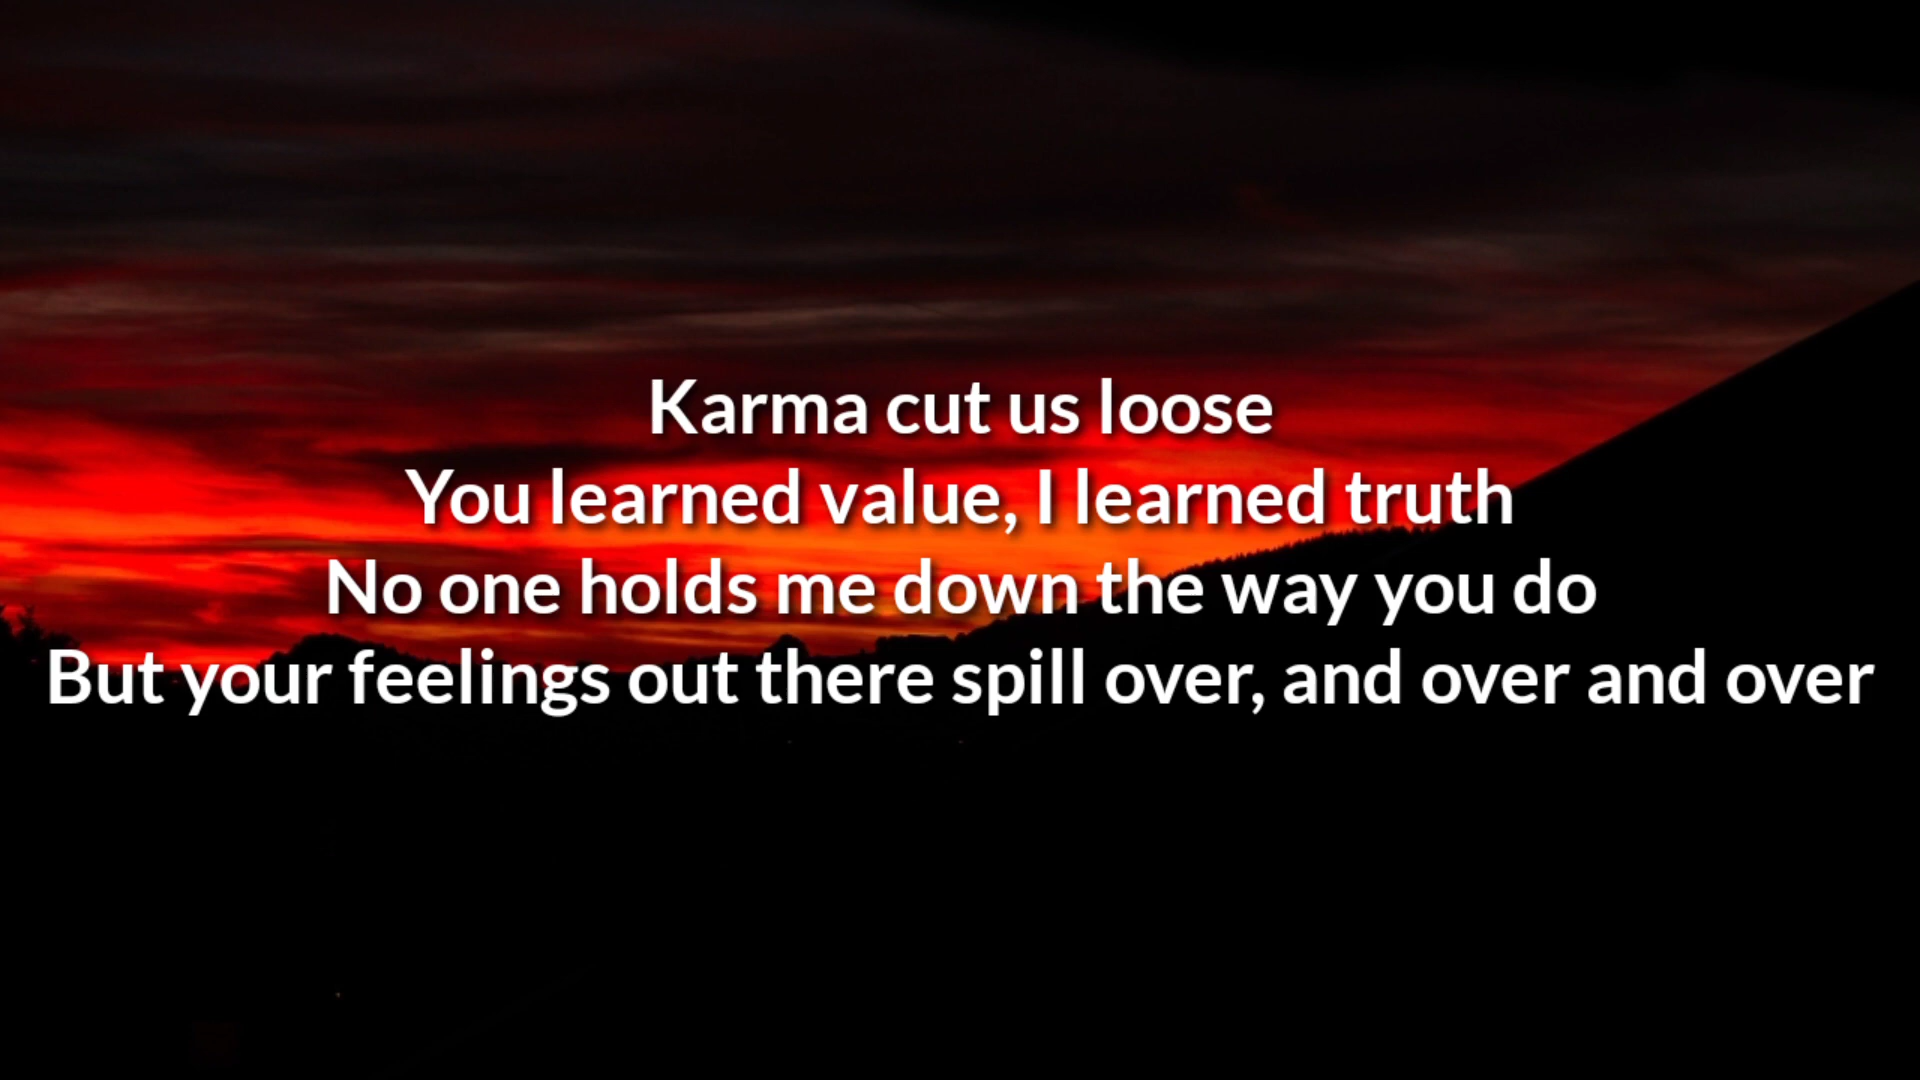 Karma cut us loose
You learned value, I learned truth
No one holds me down the way you do
But your feelings out there spill over, and over and over